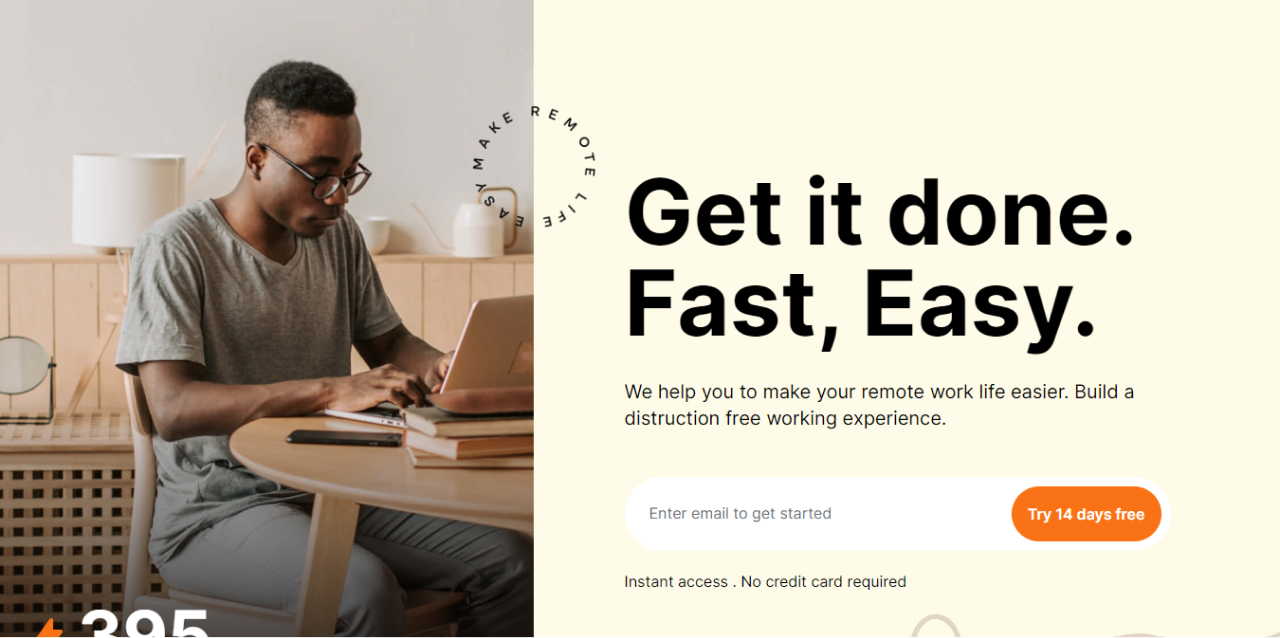 MAKE REMOTE LIFE EASY
Get it done.
Fast, Easy.
We help you to make your remote work life easier. Build a
distruction free working experience.
Enter email to get started
Try 14 days free
Instant access . No credit card required
395